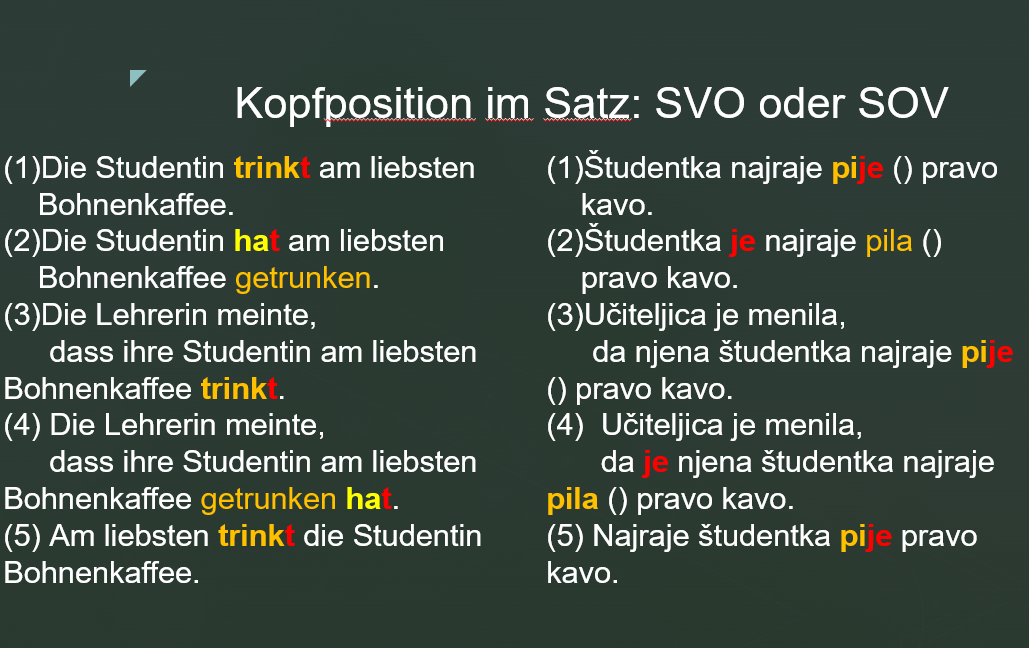 Kopfposition im Satz: SVO oder SOV
(1)Die Studentin trinkt am liebsten
Bohnenkaffee.
(2)Die Studentin hat am liebsten
Bohnenkaffee getrunken.
(3)Die Lehrerin meinte,
dass ihre Studentin am liebsten
Bohnenkaffee trinkt.
(4) Die Lehrerin meinte,
dass ihre Studentin am liebsten
Bohnenkaffee getrunken hat.
(5) Am liebsten trinkt die Studentin
Bohnenkaffee.
(1)Študentka najraje pije () pravo
kavo.
(2)Študentka je najraje pila ()
pravo kavo.
(3)Učiteljica je menila,
da njena študentka najraje pije
() pravo kavo.
(4) Učiteljica je menila,
da je njena študentka najraje
pila () pravo kavo.
(5) Najraje študentka pije pravo
kavo.